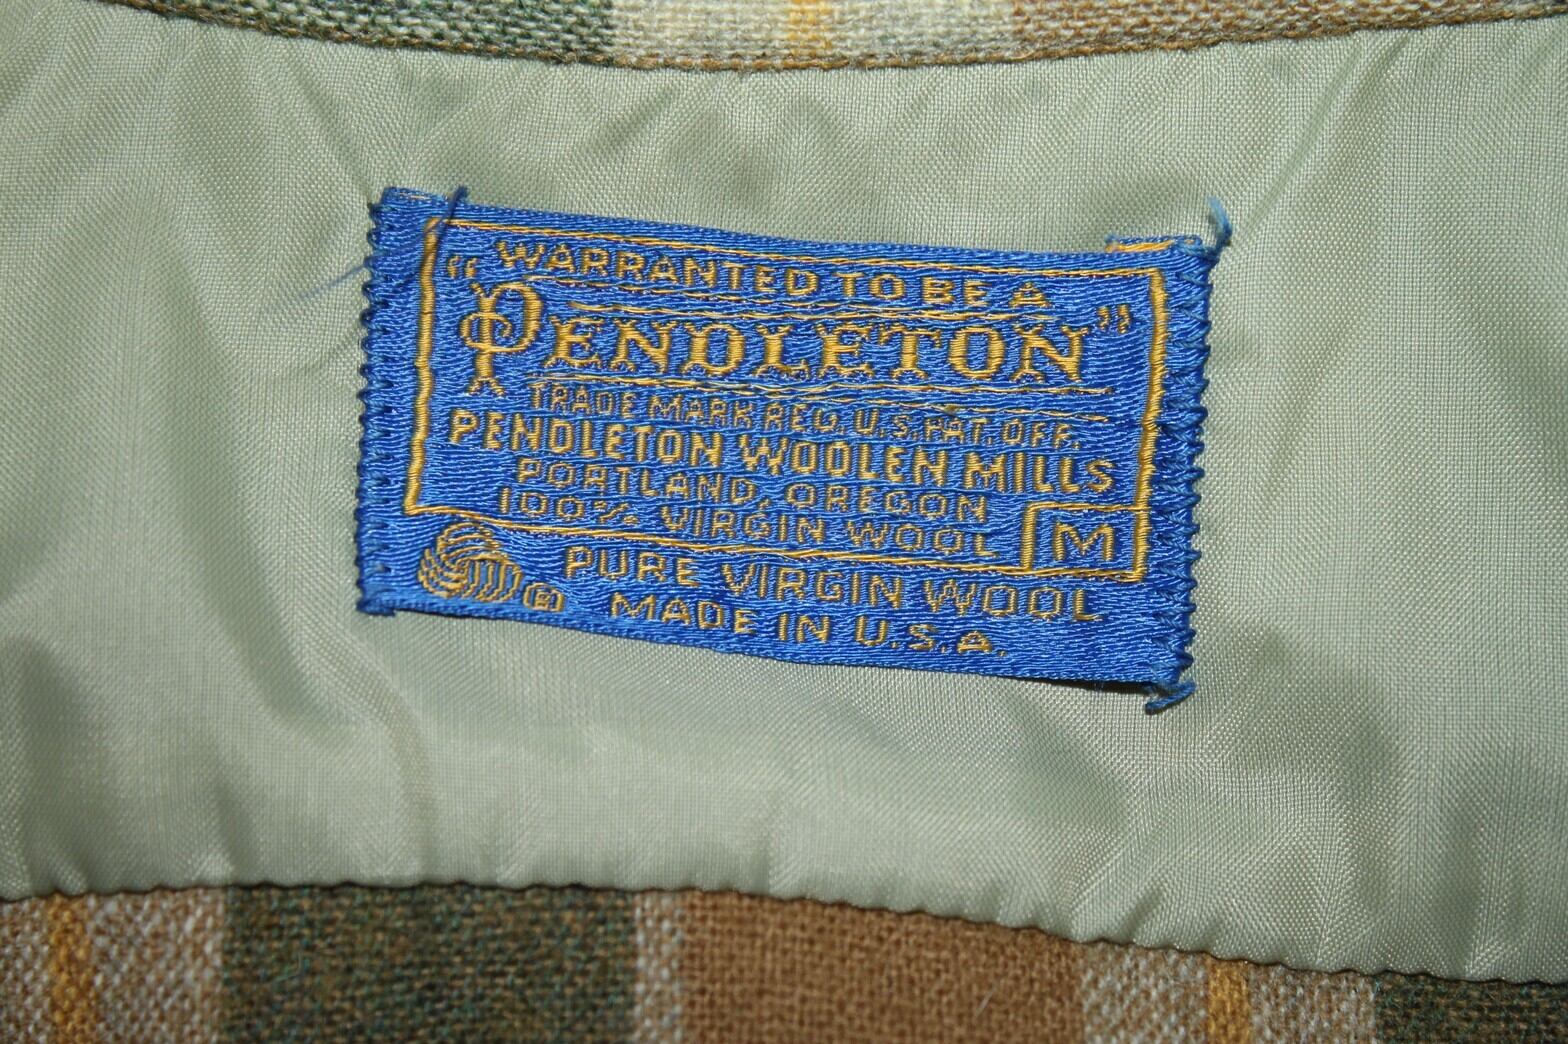 "WARRANTED TO BE A
PENDLETON"
TRADE MARK REG. U.S. PAT. OFF.
PENDLETON WOOLEN MILLS
PORTLAND, OREGON
100% VIRGIN WOOL M
PURE VIRGIN WOOL
® MADE IN U.S.A.